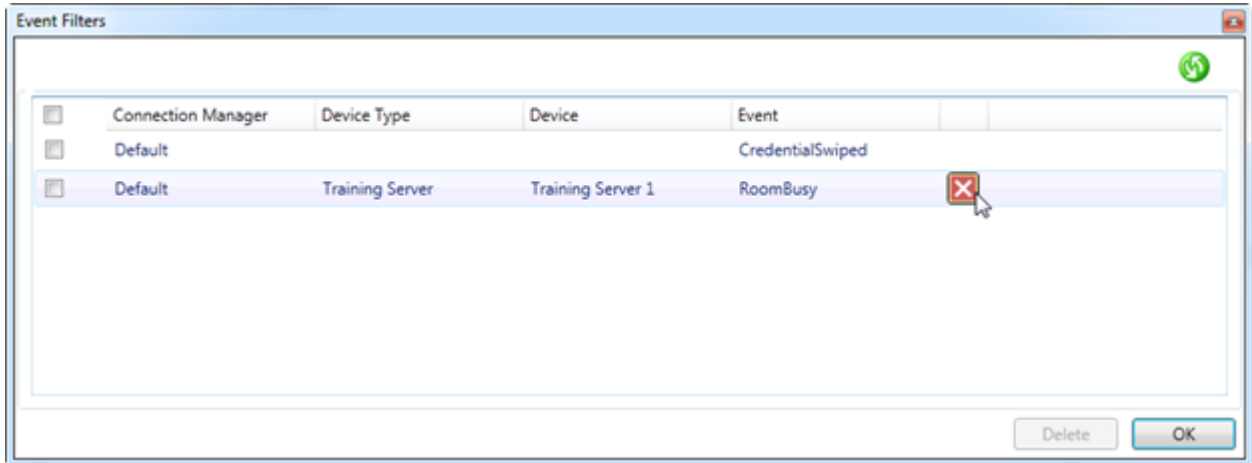 Event Filters
Connection Manager Device Type Device Event
Default CredentialSwiped
Default Training Server Training Server 1 RoomBusy
Delete OK